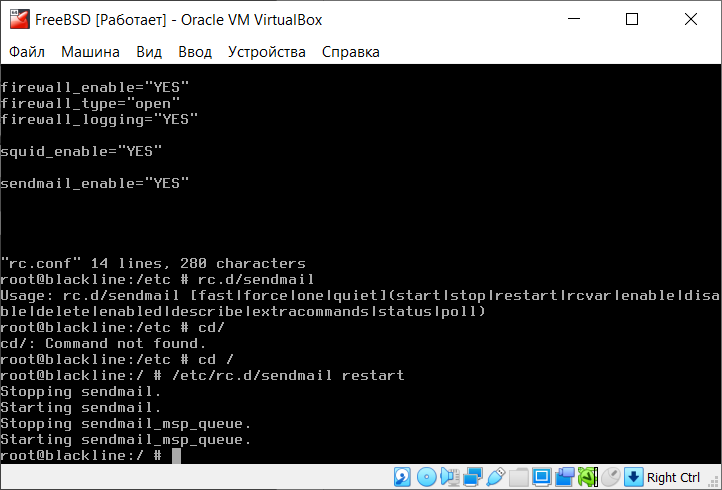 FreeBSD [Работает] - Oracle VM VirtualBox
Файл Машина Вид Ввод Устройства Справка
firewall_enable="YES"
firewall_type="open"
firewall_logging="YES"
squid_enable="YES"
sendmail_enable="YES"
"rc.conf" 14 lines, 280 characters
root@blackline:/etc # rc.d/sendmail
Usage: rc.d/sendmail [fast|force|one|quiet](start|stop|restart|rcvar|enable|disa
ble|delete|enabled|describe|extracommands|status|poll)
root@blackline:/etc # cd/
cd/: Command not found.
root@blackline:/etc # cd /
root@blackline:/ # /etc/rc.d/sendmail restart
Stopping sendmail.
Starting sendmail.
Stopping sendmail_msp_queue.
Starting sendmail_msp_queue.
root@blackline:/ #
Right Ctrl